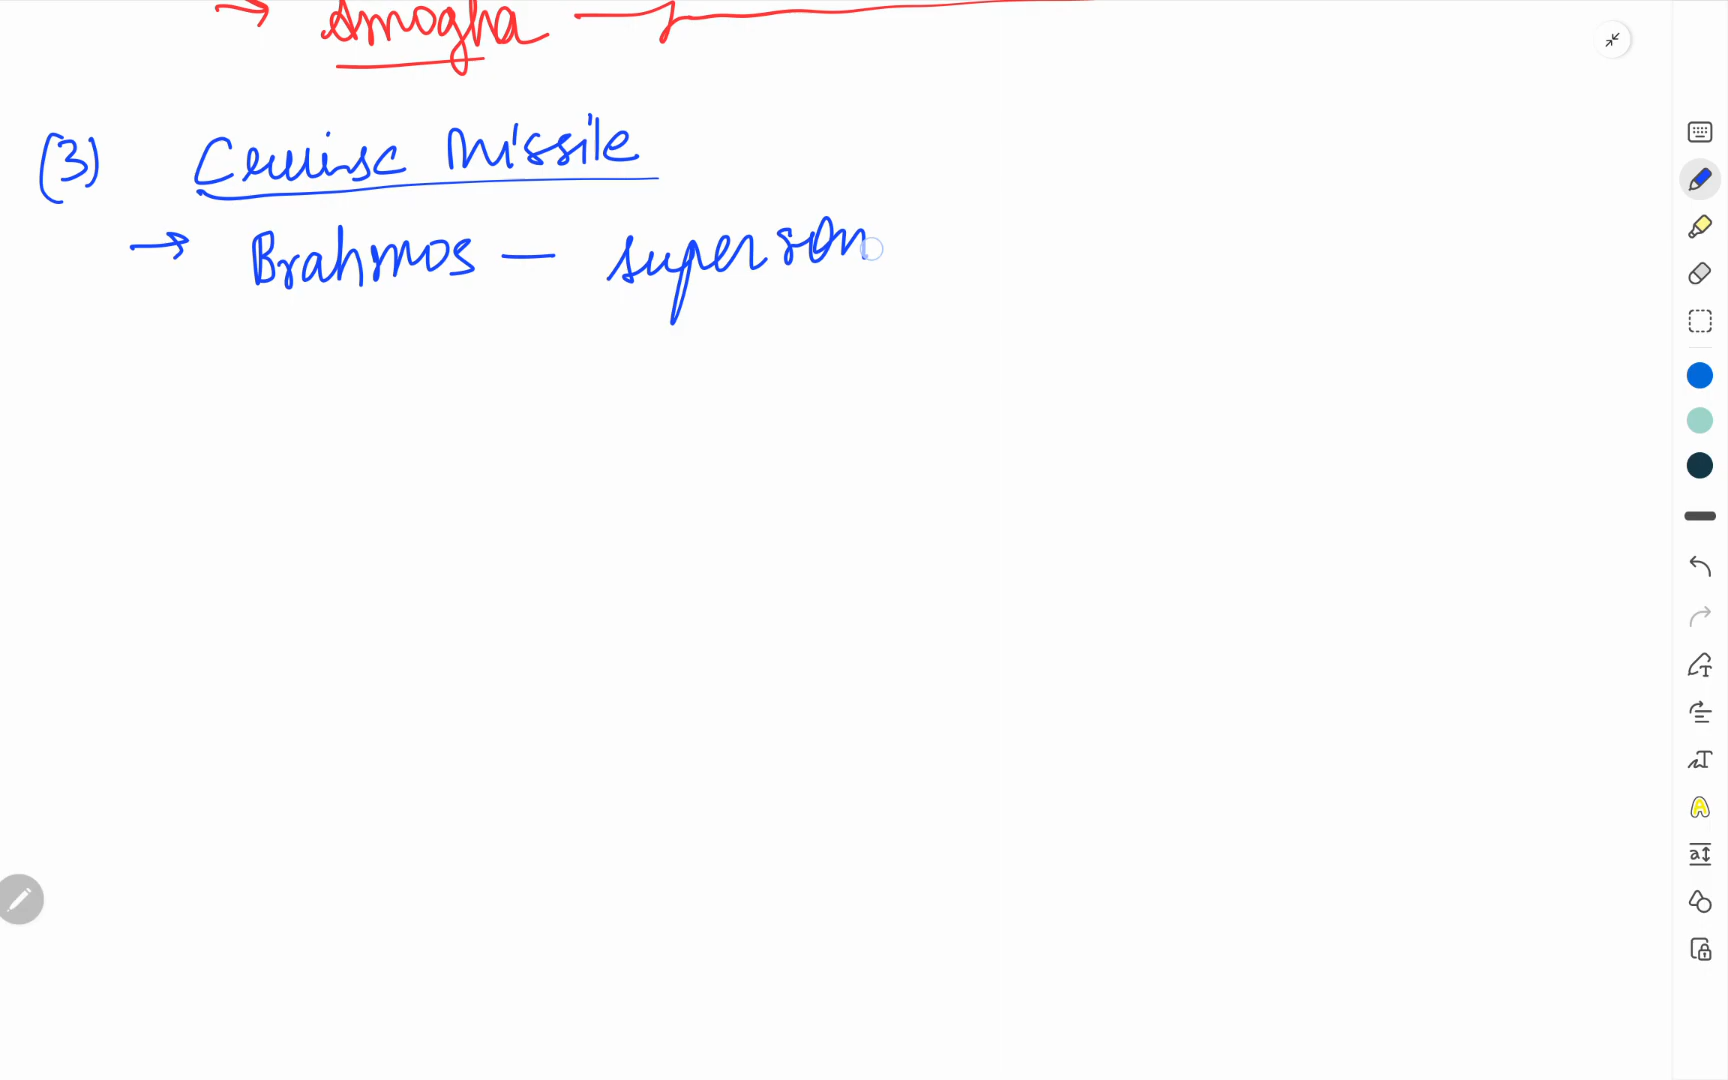 → Amogha
(3) Cruise Missile
→ Brahmos — superson